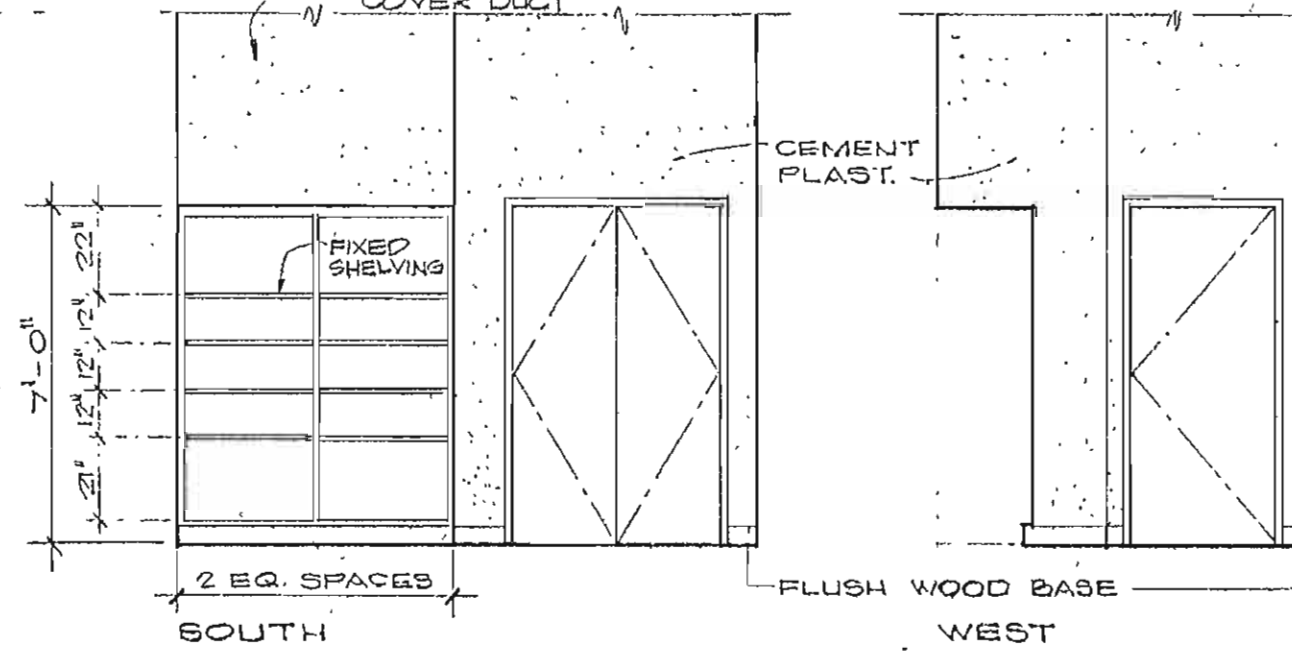 COVER DUCT
CEMENT
PLAST.
FIXED
SHELVING
7'-0"
22"
12"
12"
12"
21"
2 EQ. SPACES
FLUSH WOOD BASE
SOUTH
WEST